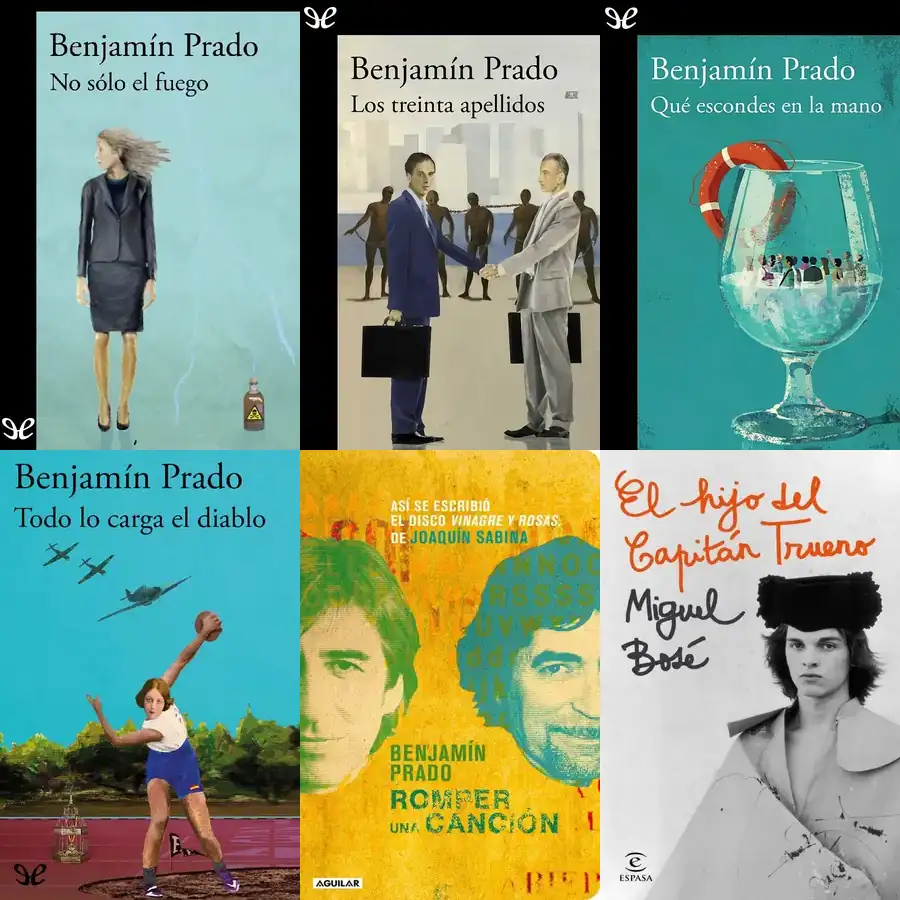 Benjamín Prado
No sólo el fuego
Benjamín Prado
Los treinta apellidos
Benjamín Prado
Qué escondes en la mano
Benjamín Prado
Todo lo carga el diablo
ASÍ SE ESCRIBIÓ
EL DISCO VINAGRE Y ROSAS,
DE JOAQUÍN SABINA
BENJAMÍN
PRADO
ROMPER
UNA CANCIÓN
AGUILAR
El hijo del
Capitán Trueno
Miguel
Bosé
ESPASA